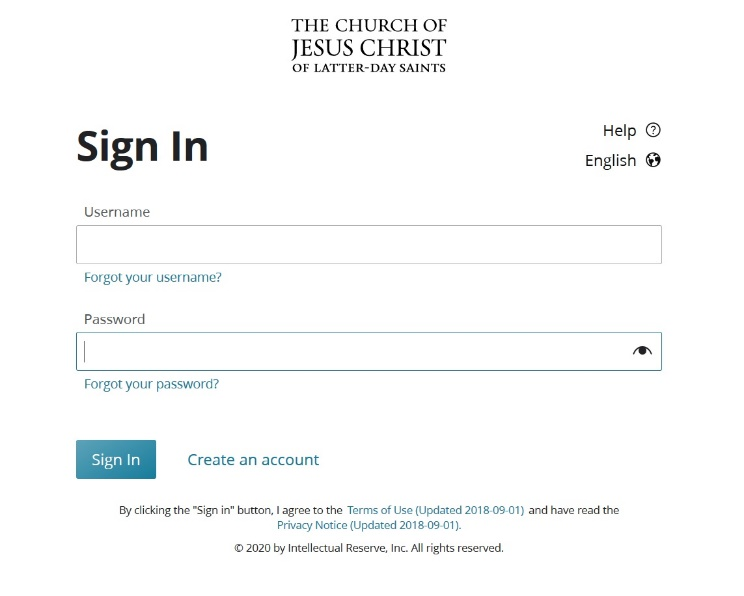 THE CHURCH OF
JESUS CHRIST
OF LATTER-DAY SAINTS
Sign In
Help
English
Username
Forgot your username?
Password
Forgot your password?
Sign In
Create an account
By clicking the "Sign in" button, I agree to the Terms of Use (Updated 2018-09-01) and have read the
Privacy Notice (Updated 2018-09-01).
© 2020 by Intellectual Reserve, Inc. All rights reserved.